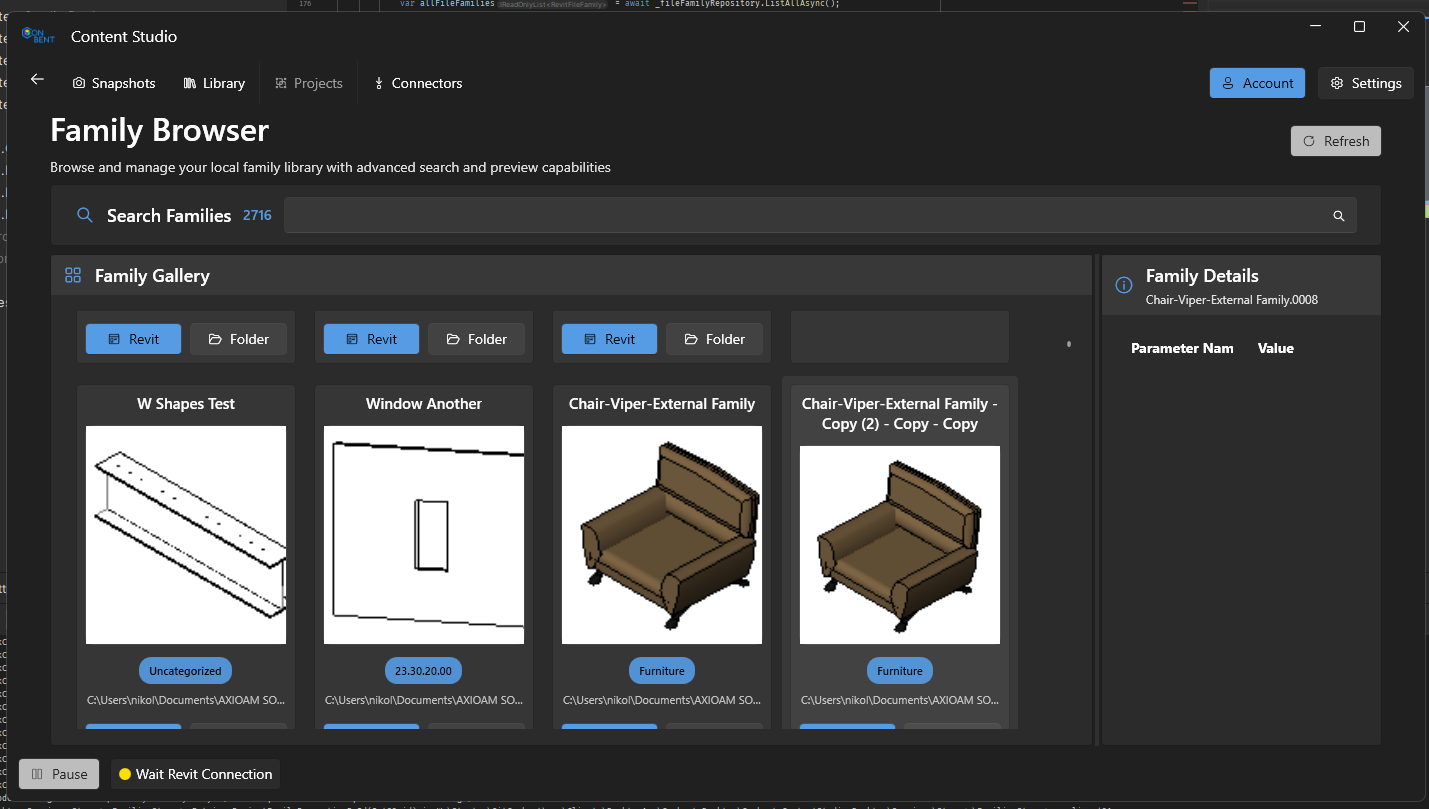 176 var allFileFamilies IReadOnlyList<RevitFileFamily> = await _fileFamilyRepository.ListAllAsync();
ON
BENT
Content Studio
Snapshots Library Projects Connectors Account Settings
Family Browser
Refresh
Browse and manage your local family library with advanced search and preview capabilities
Search Families 2716
Family Gallery
Family Details
Chair-Viper-External Family.0008
Parameter Nam Value
Revit Folder Revit Folder Revit Folder
W Shapes Test
Window Another
Chair-Viper-External Family
Chair-Viper-External Family -
Copy (2) - Copy - Copy
Uncategorized
23.30.20.00
Furniture
Furniture
C:\Users\nikol\Documents\AXIOAM SO...
C:\Users\nikol\Documents\AXIOAM SO...
C:\Users\nikol\Documents\AXIOAM SO...
C:\Users\nikol\Documents\AXIOAM SO...
Pause Wait Revit Connection